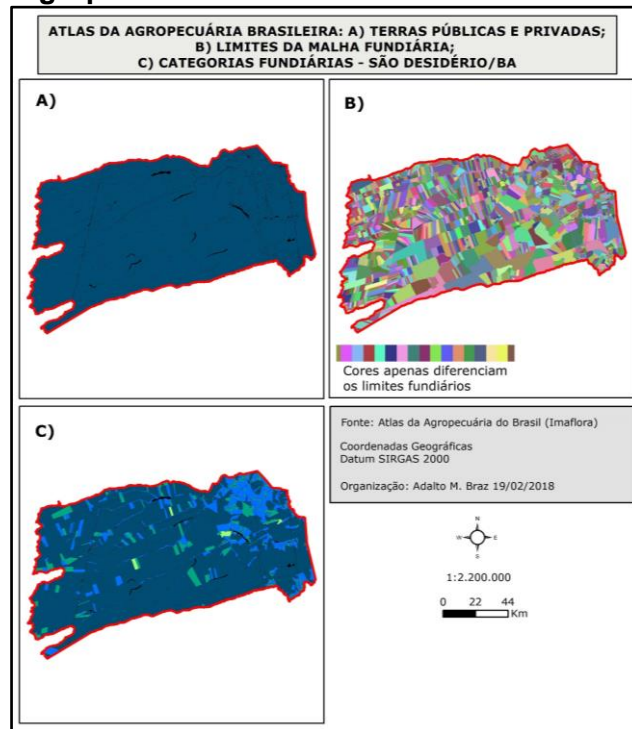 ATLAS DA AGROPECUÁRIA BRASILEIRA: A) TERRAS PÚBLICAS E PRIVADAS;
B) LIMITES DA MALHA FUNDIÁRIA;
C) CATEGORIAS FUNDIÁRIAS - SÃO DESIDÉRIO/BA
A)
B)
Cores apenas diferenciam
os limites fundiários
C)
Fonte: Atlas da Agropecuária do Brasil (Imaflora)
Coordenadas Geográficas
Datum SIRGAS 2000
Organização: Adalto M. Braz 19/02/2018
N
W E
S
1:2.200.000
0 22 44
Km